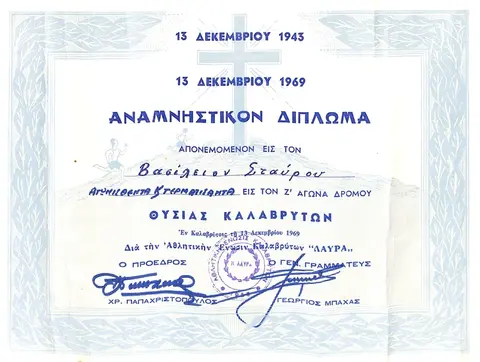 13 ΔΕΚΕΜΒΡΙΟΥ 1943
13 ΔΕΚΕΜΒΡΙΟΥ 1969
ΑΝΑΜΝΗΣΤΙΚΟΝ ΔΙΠΛΩΜΑ
ΑΠΟΝΕΜΟΜΕΝΟΝ ΕΙΣ ΤΟΝ
Βασίλειον Σταύρου
ΕΙΣ ΤΟΝ Ζ' ΑΓΩΝΑ ΔΡΟΜΟΥ
ΘΥΣΙΑΣ ΚΑΛΑΒΡΥΤΩΝ
Ἐν Καλαβρύτοις τῇ 13 Δεκεμβρίου 1969
Διὰ τὴν Ἀθλητικὴν Ἕνωσιν Καλαβρύτων "ΛΑΥΡΑ,,
Ο ΠΡΟΕΔΡΟΣ Ο ΓΕΝ. ΓΡΑΜΜΑΤΕΥΣ
ΧΡ. ΠΑΠΑΧΡΙΣΤΟΠΟΥΛΟΣ ΓΕΩΡΓΙΟΣ ΜΠΑΧΑΣ